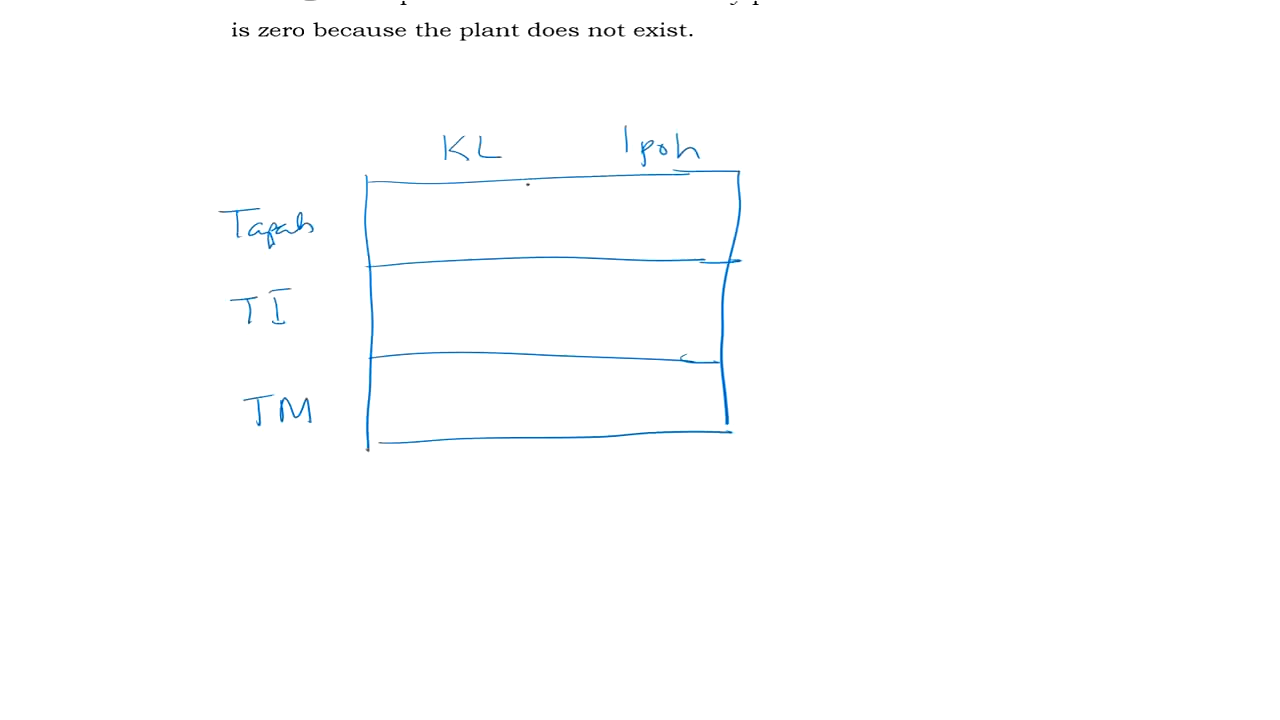 is zero because the plant does not exist.
KL Ipoh
Tapah
TI
TM